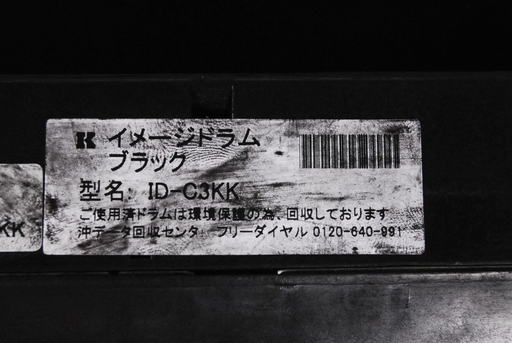 K イメージドラム
ブラック
型名: ID-C3KK
ご使用済ドラムは環境保護の為、回収しております
沖データ回収センタ フリーダイヤル 0120-640-991
KK